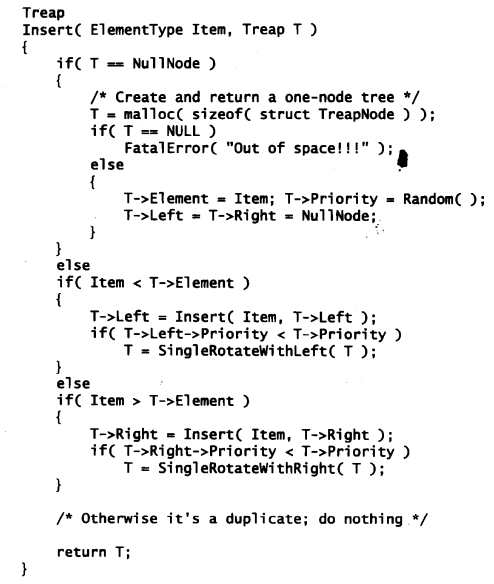 Treap
Insert( ElementType Item, Treap T )
{
    if( T == NullNode )
    {
        /* Create and return a one-node tree */
        T = malloc( sizeof( struct TreapNode ) );
        if( T == NULL )
            FatalError( "Out of space!!!" );
        else
        {
            T->Element = Item; T->Priority = Random( );
            T->Left = T->Right = NullNode;
        }
    }
    else
    if( Item < T->Element )
    {
        T->Left = Insert( Item, T->Left );
        if( T->Left->Priority < T->Priority )
            T = SingleRotateWithLeft( T );
    }
    else
    if( Item > T->Element )
    {
        T->Right = Insert( Item, T->Right );
        if( T->Right->Priority < T->Priority )
            T = SingleRotateWithRight( T );
    }

    /* Otherwise it's a duplicate; do nothing */

    return T;
}